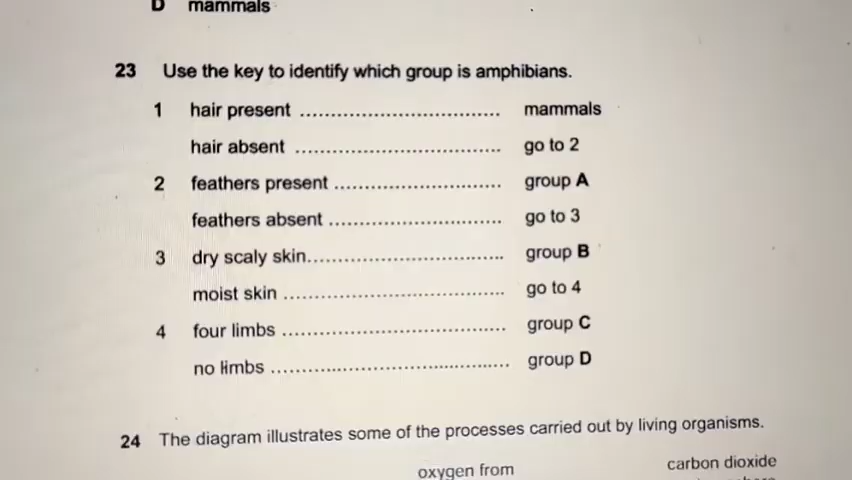 D mammals
23 Use the key to identify which group is amphibians.
1 hair present ................................. mammals
hair absent .................................. go to 2
2 feathers present ............................ group A
feathers absent ............................. go to 3
3 dry scaly skin................................. group B
moist skin ..................................... go to 4
4 four limbs ...................................... group C
no limbs ........................................ group D
24 The diagram illustrates some of the processes carried out by living organisms.
oxygen from carbon dioxide